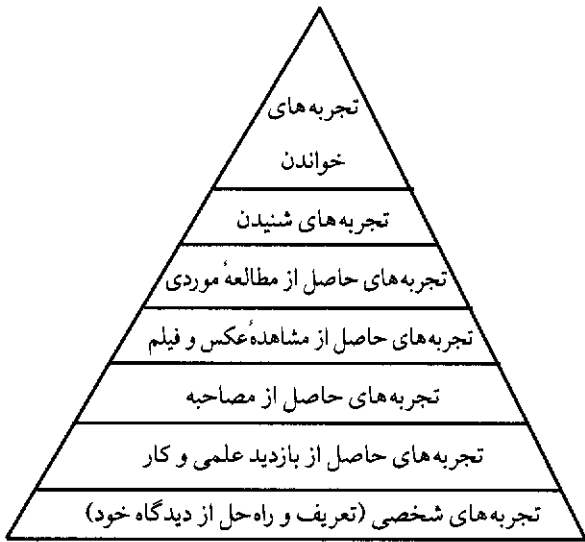 تجربه‌های
خواندن
تجربه‌های شنیدن
تجربه‌های حاصل از مطالعهٔ موردی
تجربه‌های حاصل از مشاهدهٔ عکس و فیلم
تجربه‌های حاصل از مصاحبه
تجربه‌های حاصل از بازدید علمی و کار
تجربه‌های شخصی (تعریف و راه‌حل از دیدگاه خود)